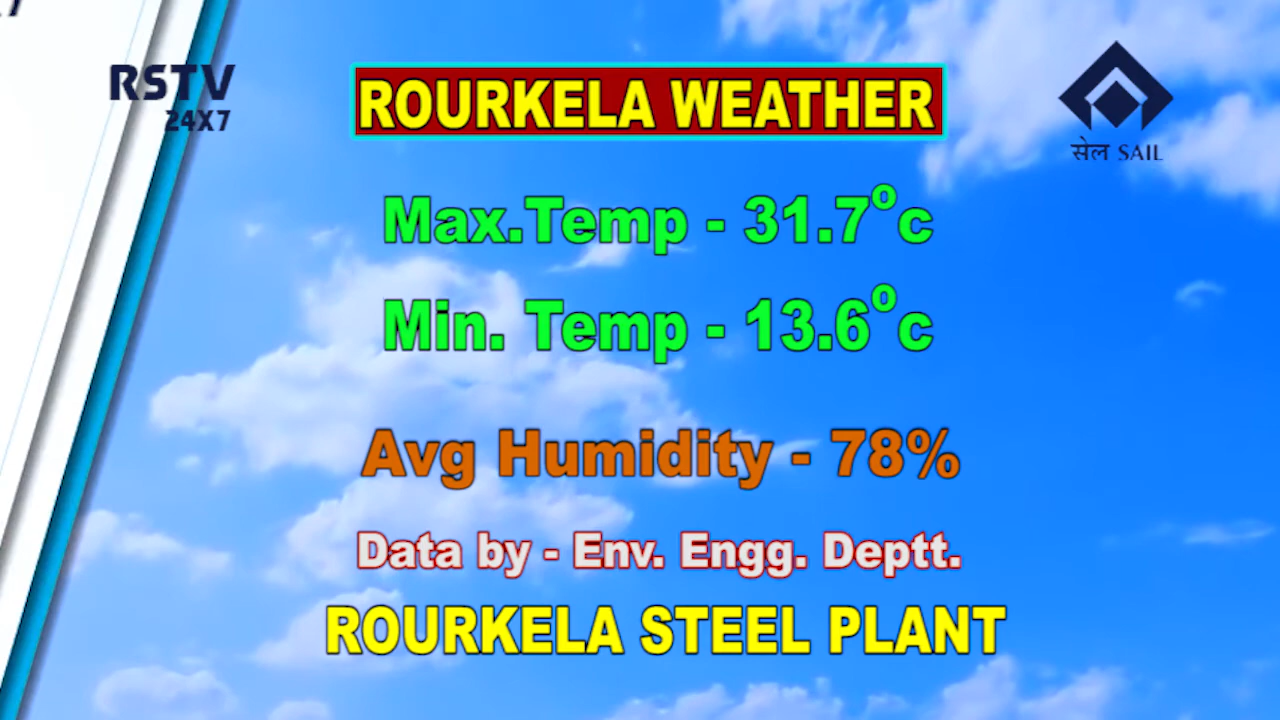 RSTV
24X7
ROURKELA WEATHER
सेल SAIL
Max.Temp - 31.7°c
Min. Temp - 13.6°c
Avg Humidity - 78%
Data by - Env. Engg. Deptt.
ROURKELA STEEL PLANT